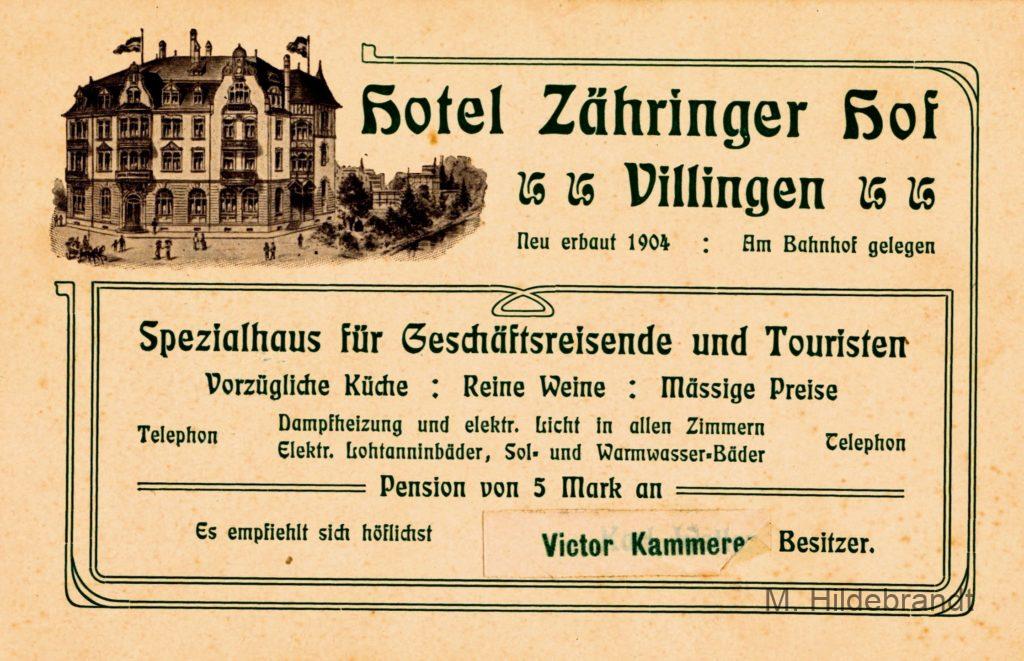 Hotel Zähringer Hof
Villingen
Neu erbaut 1904 : Am Bahnhof gelegen
Spezialhaus für Geschäftsreisende und Touristen
Vorzügliche Küche : Reine Weine : Mässige Preise
Telephon
Dampfheizung und elektr. Licht in allen Zimmern
Elektr. Lohtanninbäder, Sol- und Warmwasser-Bäder
Telephon
Pension von 5 Mark an
Es empfiehlt sich höflichst
Victor Kammerer Besitzer.
M. Hildebrandt